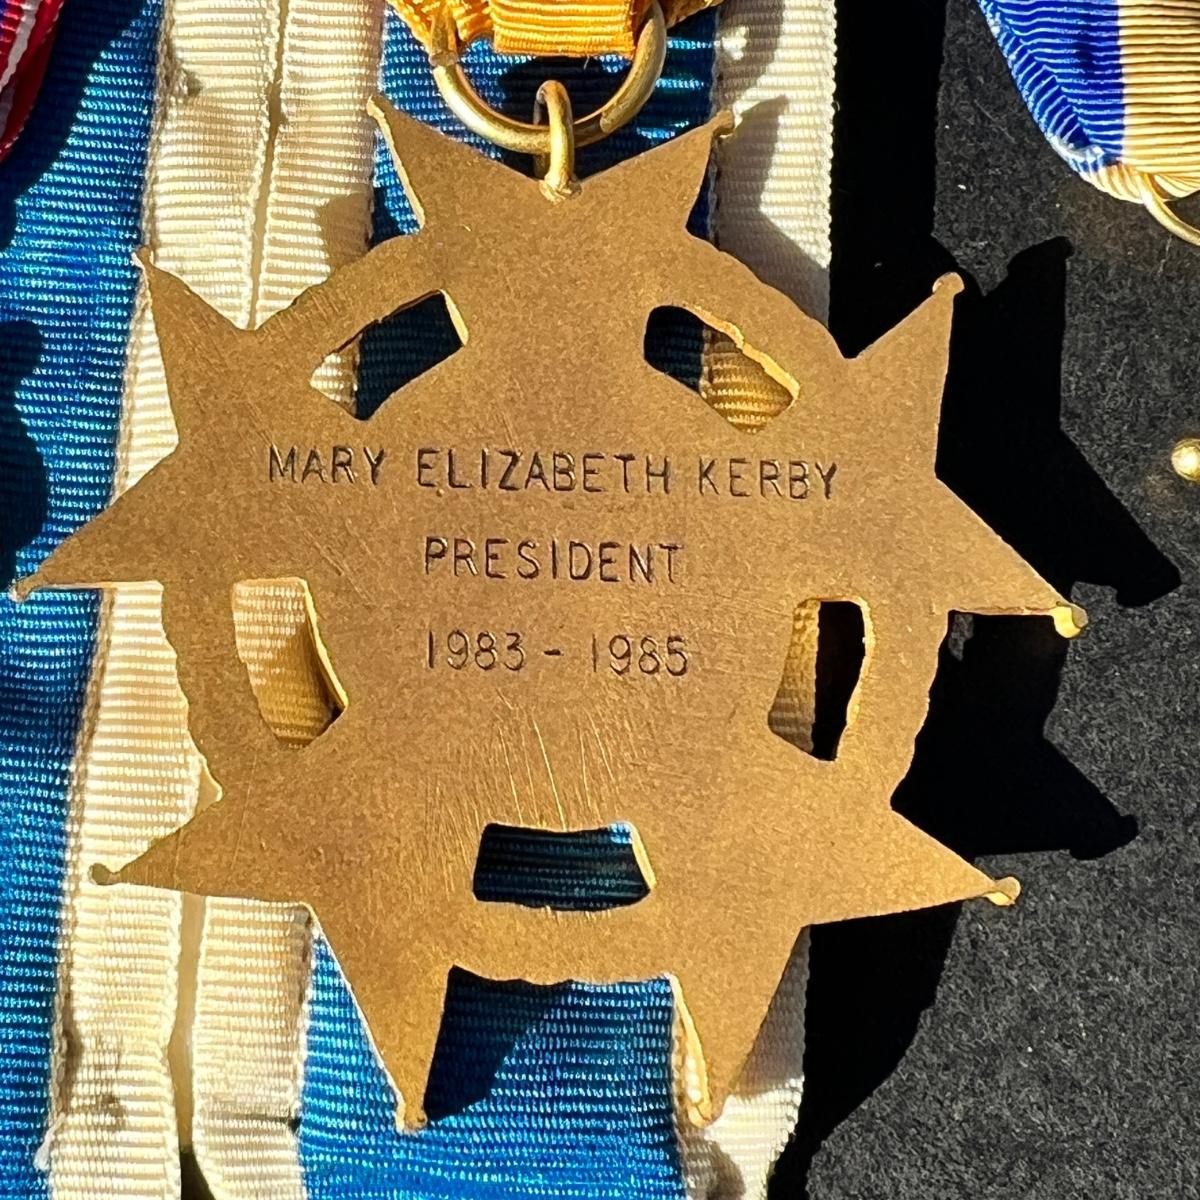 MARY ELIZABETH KERBY
PRESIDENT
1983 - 1985